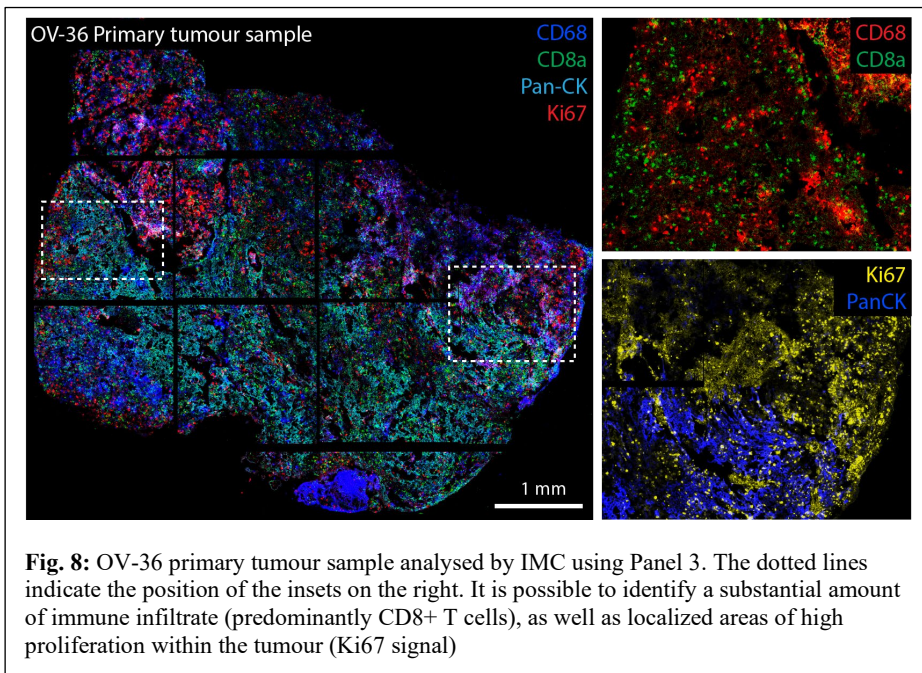 OV-36 Primary tumour sample
CD68
CD8a
Pan-CK
Ki67
1 mm
CD68
CD8a
Ki67
PanCK
Fig. 8: OV-36 primary tumour sample analysed by IMC using Panel 3. The dotted lines
indicate the position of the insets on the right. It is possible to identify a substantial amount
of immune infiltrate (predominantly CD8+ T cells), as well as localized areas of high
proliferation within the tumour (Ki67 signal)